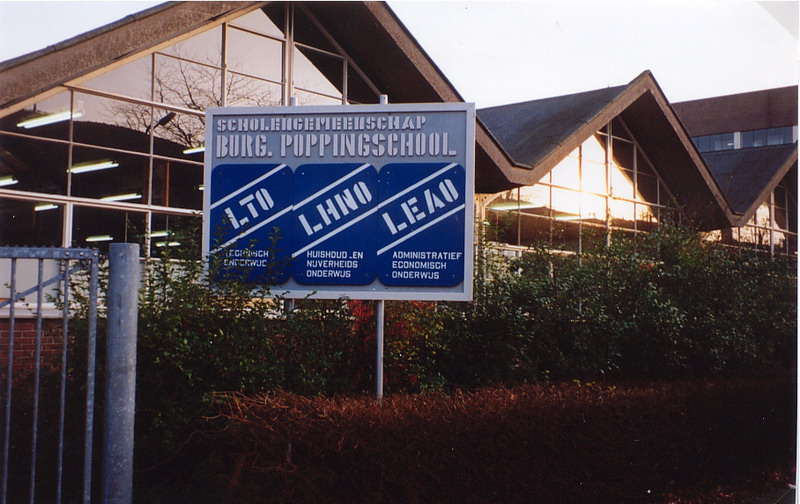 SCHOLENGEMEENSCHAP
BURG. POPPINGSCHOOL
LTO
TECHNISCH
ONDERWIJS
LHNO
HUISHOUD..EN
NIJVERHEIDS
ONDERWIJS
LEAO
ADMINISTRATIEF
ECONOMISCH
ONDERWIJS